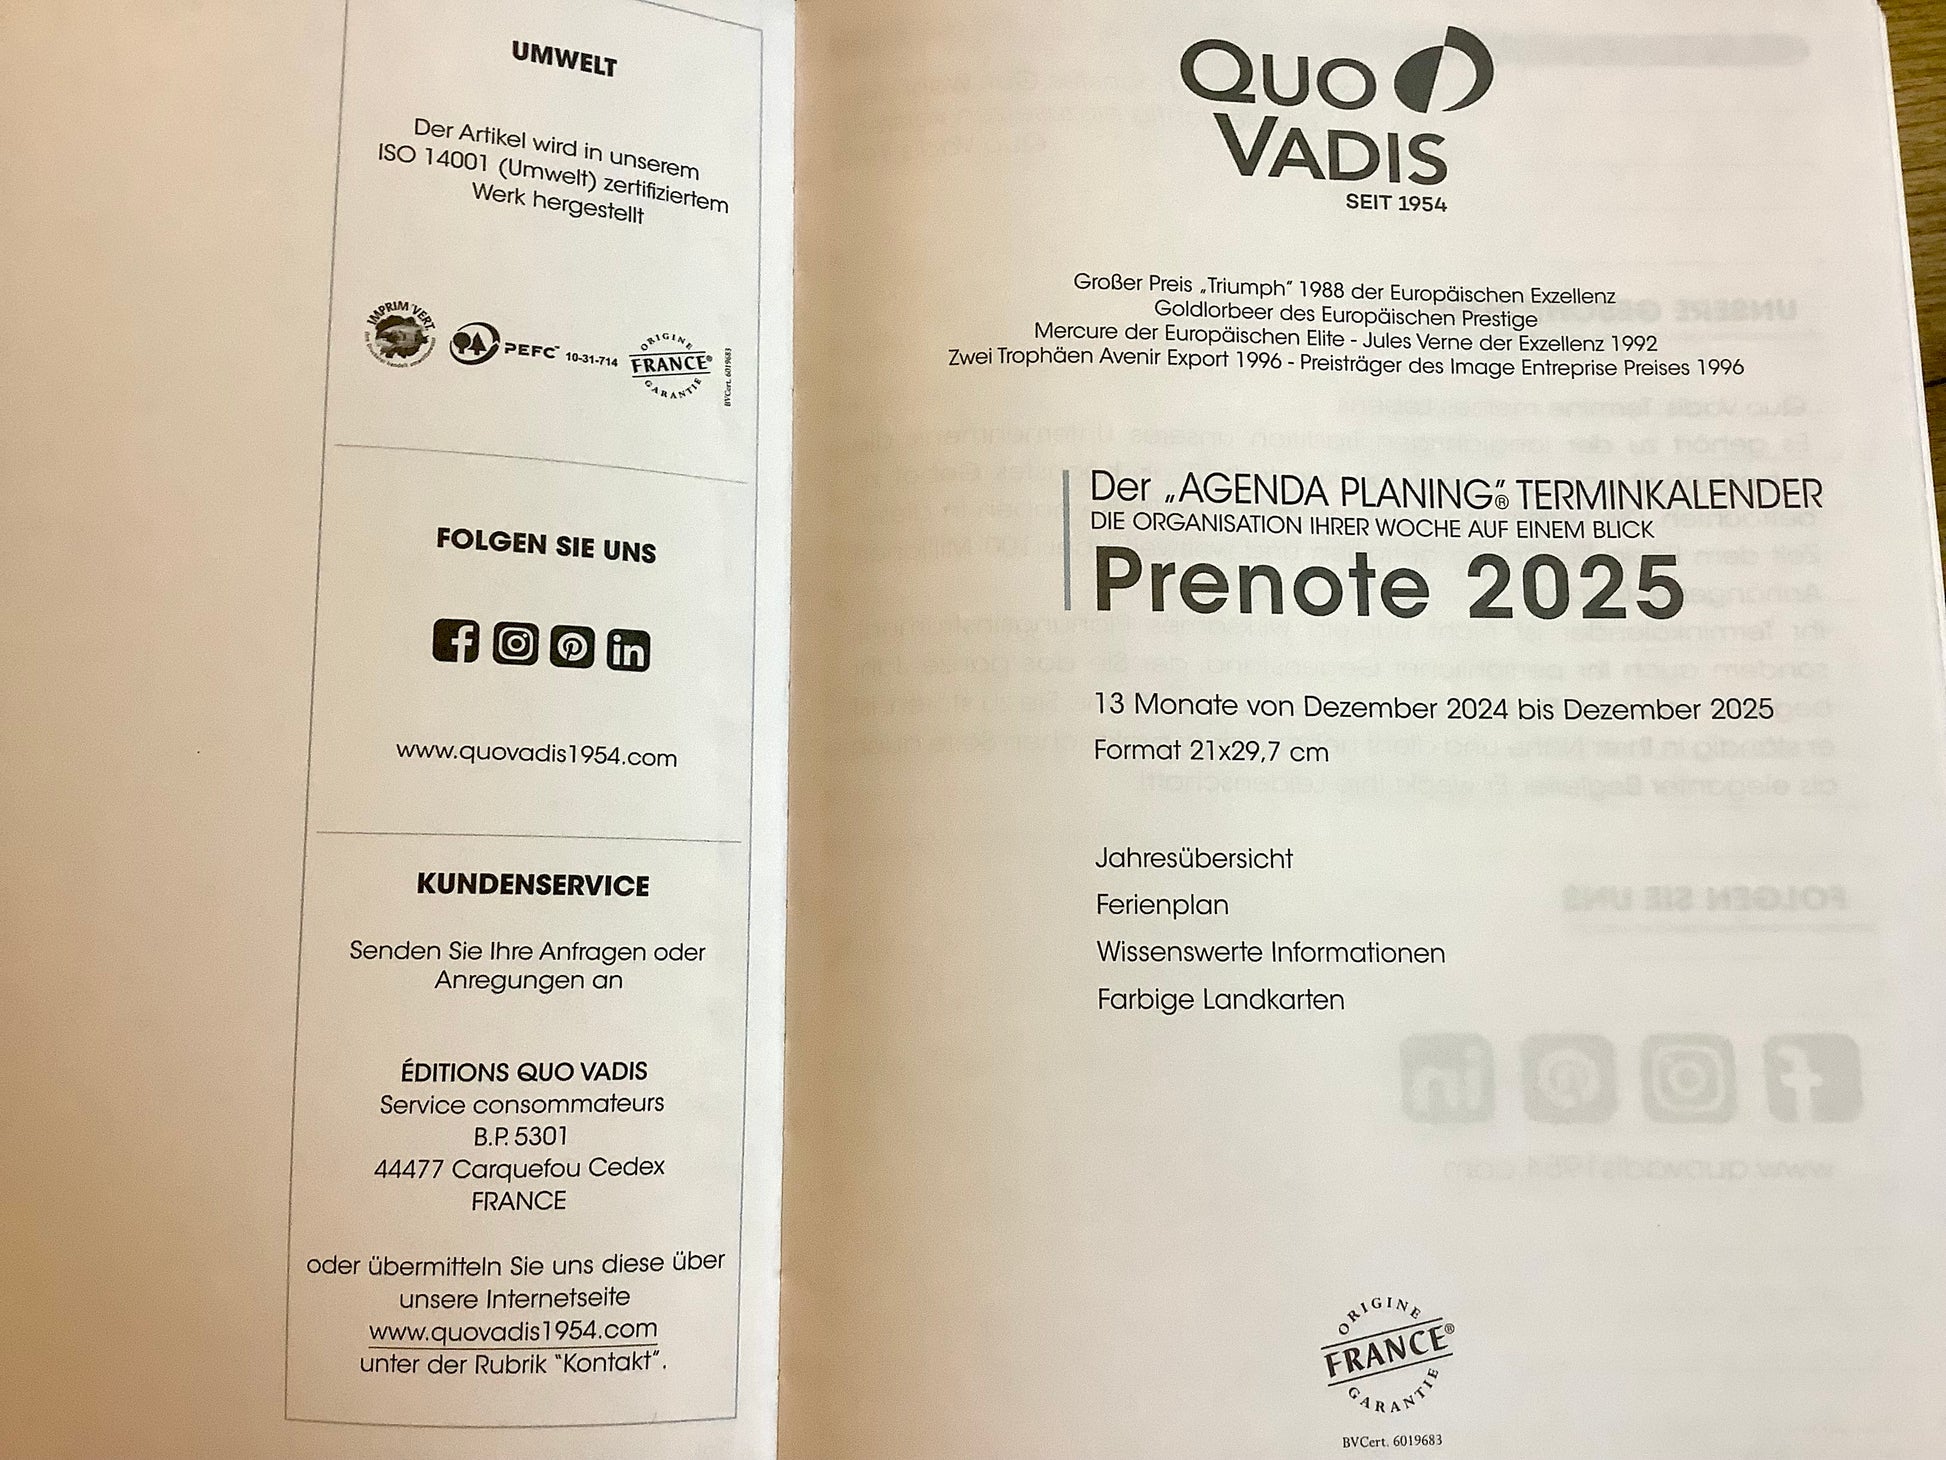 UMWELT
Der Artikel wird in unserem
ISO 14001 (Umwelt) zertifiziertem
Werk hergestellt
IMPRIM'VERT
PEFC™ 10-31-714
ORIGINE
FRANCE®
GARANTIE
BVCert. 6019683
FOLGEN SIE UNS
www.quovadis1954.com
KUNDENSERVICE
Senden Sie Ihre Anfragen oder
Anregungen an
ÉDITIONS QUO VADIS
Service consommateurs
B.P. 5301
44477 Carquefou Cedex
FRANCE
oder übermitteln Sie uns diese über
unsere Internetseite
www.quovadis1954.com
unter der Rubrik "Kontakt".
QUO
VADIS
SEIT 1954
Großer Preis „Triumph" 1988 der Europäischen Exzellenz
Goldlorbeer des Europäischen Prestige
Mercure der Europäischen Elite - Jules Verne der Exzellenz 1992
Zwei Trophäen Avenir Export 1996 - Preisträger des Image Entreprise Preises 1996
Der „AGENDA PLANING"® TERMINKALENDER
DIE ORGANISATION IHRER WOCHE AUF EINEM BLICK
Prenote 2025
13 Monate von Dezember 2024 bis Dezember 2025
Format 21x29,7 cm
Jahresübersicht
Ferienplan
Wissenswerte Informationen
Farbige Landkarten
ORIGINE
FRANCE®
GARANTIE
BVCert. 6019683